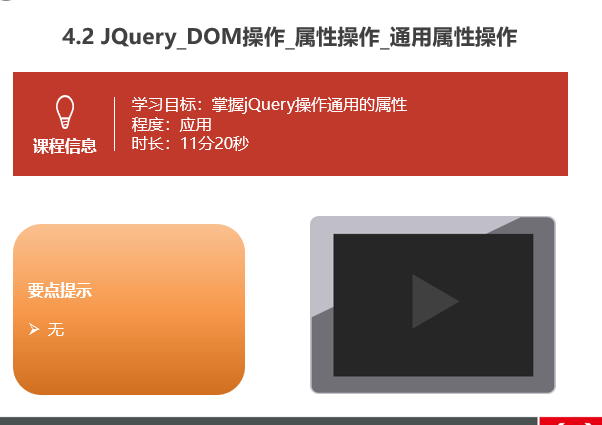 4.2 JQuery_DOM操作_属性操作_通用属性操作
学习目标：掌握jQuery操作通用的属性
程度：应用
时长：11分20秒
课程信息
要点提示
➢ 无